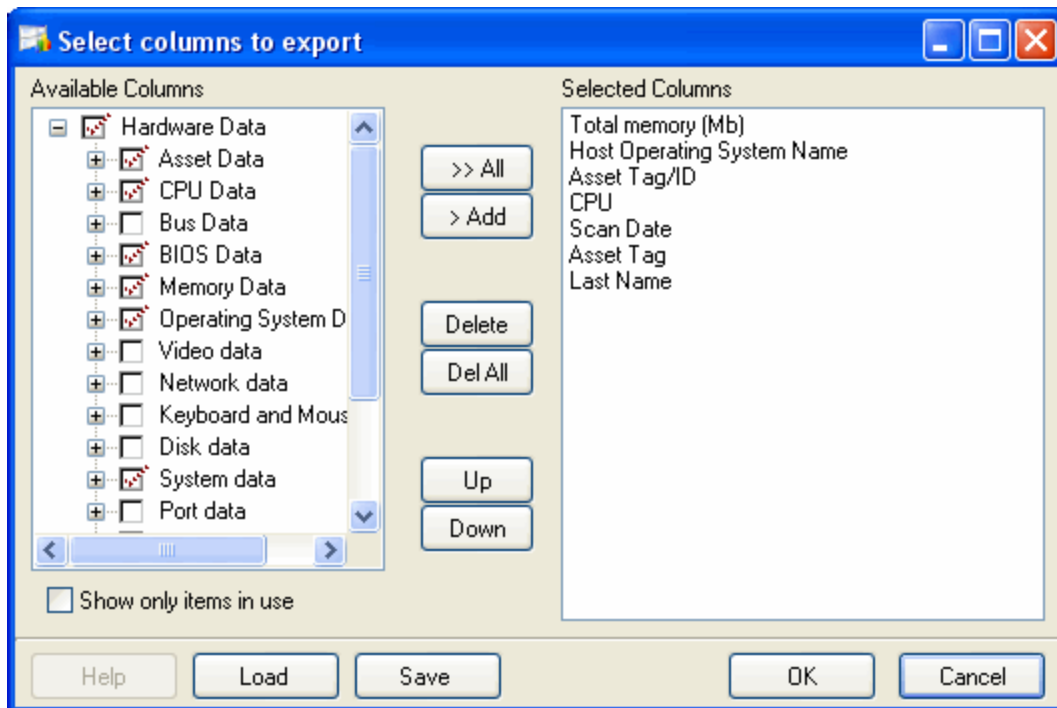 Select columns to export
Available Columns
Hardware Data
Asset Data
CPU Data
Bus Data
BIOS Data
Memory Data
Operating System D
Video data
Network data
Keyboard and Mous
Disk data
System data
Port data
Show only items in use
>> All
> Add
Delete
Del All
Up
Down
Selected Columns
Total memory (Mb)
Host Operating System Name
Asset Tag/ID
CPU
Scan Date
Asset Tag
Last Name
Help
Load
Save
OK
Cancel